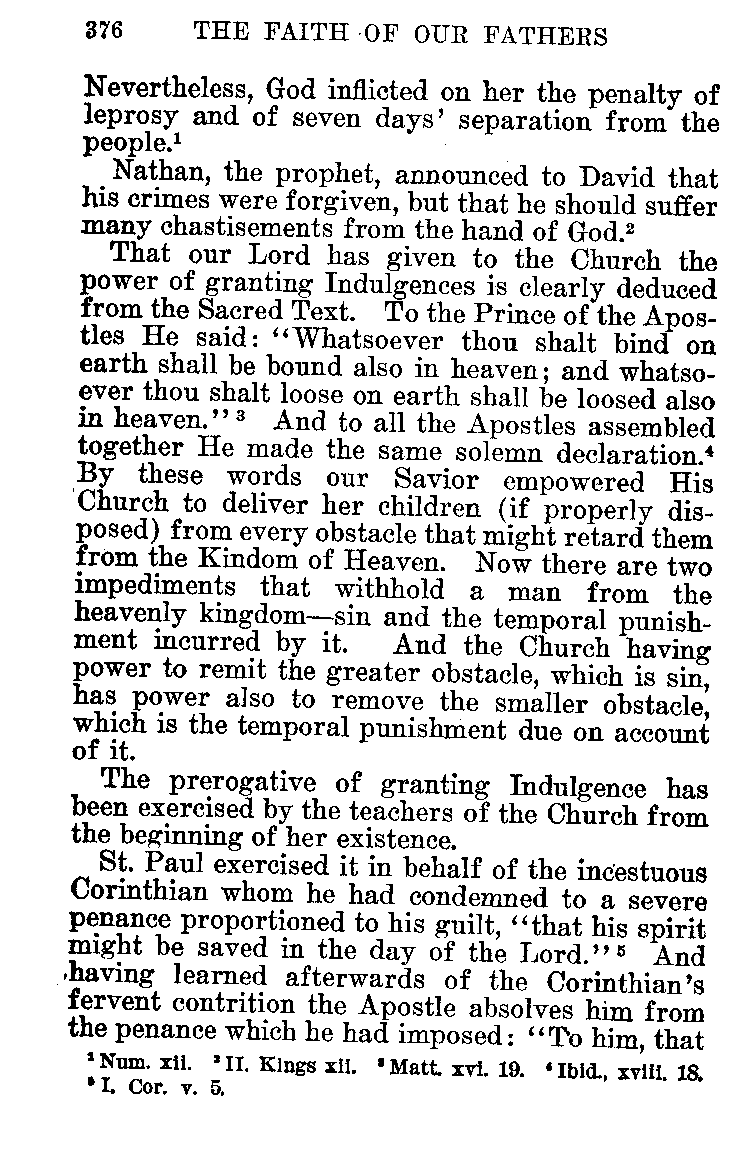 376 THE FAITH OF OUR FATHERS
Nevertheless, God inflicted on her the penalty of
leprosy and of seven days' separation from the
people.¹
Nathan, the prophet, announced to David that
his crimes were forgiven, but that he should suffer
many chastisements from the hand of God.²
That our Lord has given to the Church the
power of granting Indulgences is clearly deduced
from the Sacred Text. To the Prince of the Apos-
tles He said: "Whatsoever thou shalt bind on
earth shall be bound also in heaven; and whatso-
ever thou shalt loose on earth shall be loosed also
in heaven."³ And to all the Apostles assembled
together He made the same solemn declaration.⁴
By these words our Savior empowered His
Church to deliver her children (if properly dis-
posed) from every obstacle that might retard them
from the Kindom of Heaven. Now there are two
impediments that withhold a man from the
heavenly kingdom—sin and the temporal punish-
ment incurred by it. And the Church having
power to remit the greater obstacle, which is sin,
has power also to remove the smaller obstacle,
which is the temporal punishment due on account
of it.
The prerogative of granting Indulgence has
been exercised by the teachers of the Church from
the beginning of her existence.
St. Paul exercised it in behalf of the incestuous
Corinthian whom he had condemned to a severe
penance proportioned to his guilt, "that his spirit
might be saved in the day of the Lord."⁵ And
having learned afterwards of the Corinthian's
fervent contrition the Apostle absolves him from
the penance which he had imposed: "To him, that
¹ Num. xii. ² II. Kings xii. ³ Matt. xvi. 19. ⁴ Ibid., xviii. 18.
⁵ I. Cor. v. 5.